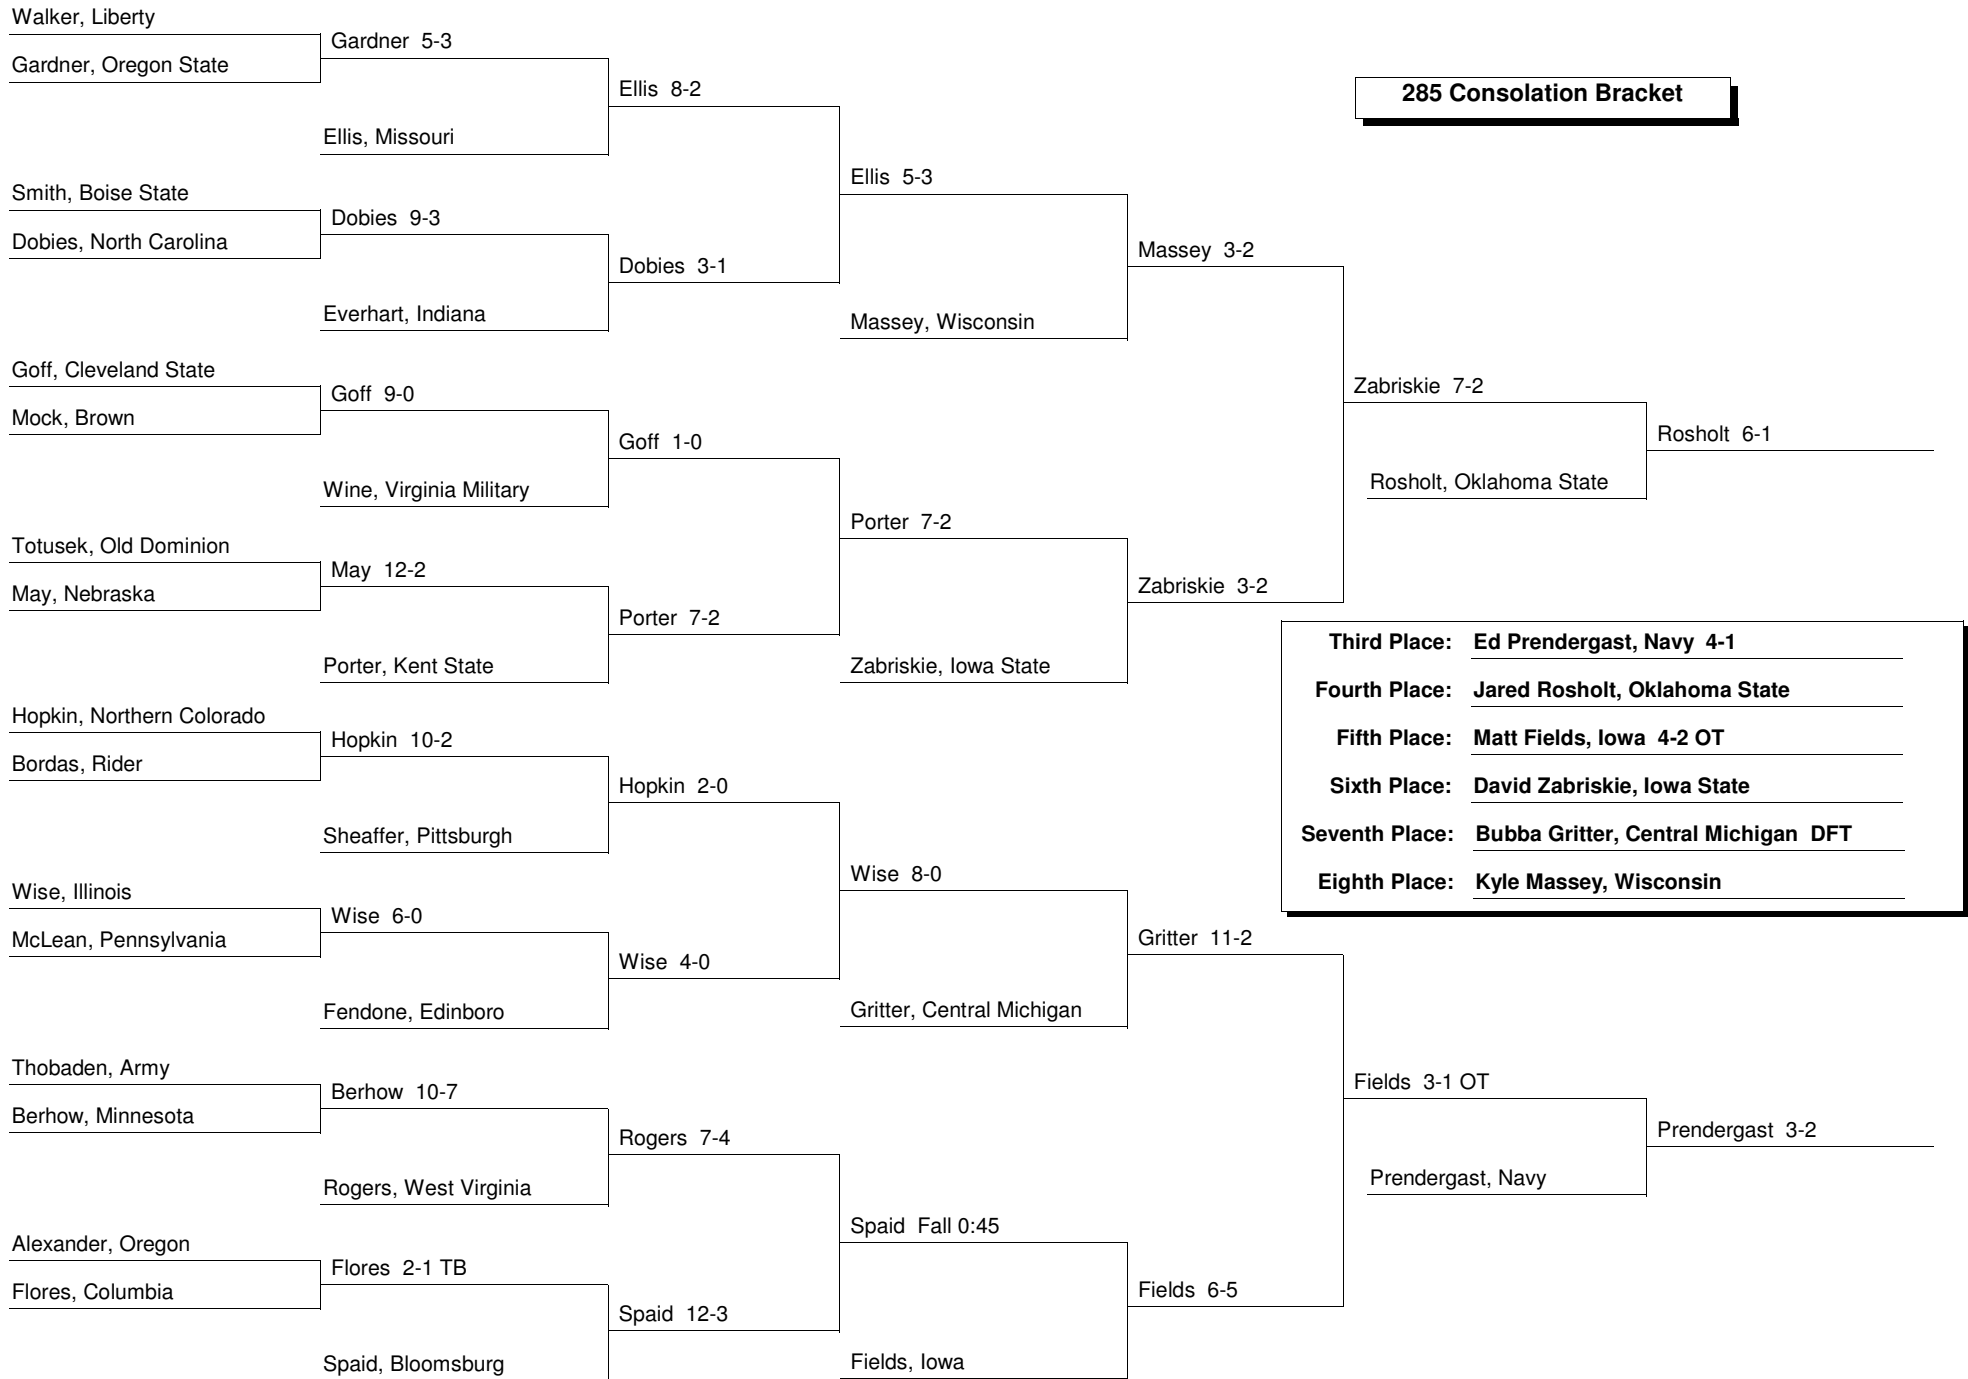 Walker, Liberty
Gardner 5-3
Gardner, Oregon State
Ellis 8-2
285 Consolation Bracket
Ellis, Missouri
Ellis 5-3
Smith, Boise State
Dobies 9-3
Dobies, North Carolina
Massey 3-2
Dobies 3-1
Everhart, Indiana
Massey, Wisconsin
Goff, Cleveland State
Zabriskie 7-2
Goff 9-0
Mock, Brown
Goff 1-0
Rosholt 6-1
Wine, Virginia Military
Rosholt, Oklahoma State
Porter 7-2
Totusek, Old Dominion
May 12-2
May, Nebraska
Zabriskie 3-2
Porter 7-2
Porter, Kent State
Zabriskie, Iowa State
Third Place: Ed Prendergast, Navy 4-1
Fourth Place: Jared Rosholt, Oklahoma State
Fifth Place: Matt Fields, Iowa 4-2 OT
Sixth Place: David Zabriskie, Iowa State
Seventh Place: Bubba Gritter, Central Michigan DFT
Eighth Place: Kyle Massey, Wisconsin
Hopkin, Northern Colorado
Hopkin 10-2
Bordas, Rider
Hopkin 2-0
Sheaffer, Pittsburgh
Wise 8-0
Wise, Illinois
Wise 6-0
McLean, Pennsylvania
Gritter 11-2
Wise 4-0
Fendone, Edinboro
Gritter, Central Michigan
Thobaden, Army
Fields 3-1 OT
Berhow 10-7
Berhow, Minnesota
Prendergast 3-2
Rogers 7-4
Rogers, West Virginia
Prendergast, Navy
Spaid Fall 0:45
Alexander, Oregon
Flores 2-1 TB
Flores, Columbia
Fields 6-5
Spaid 12-3
Spaid, Bloomsburg
Fields, Iowa